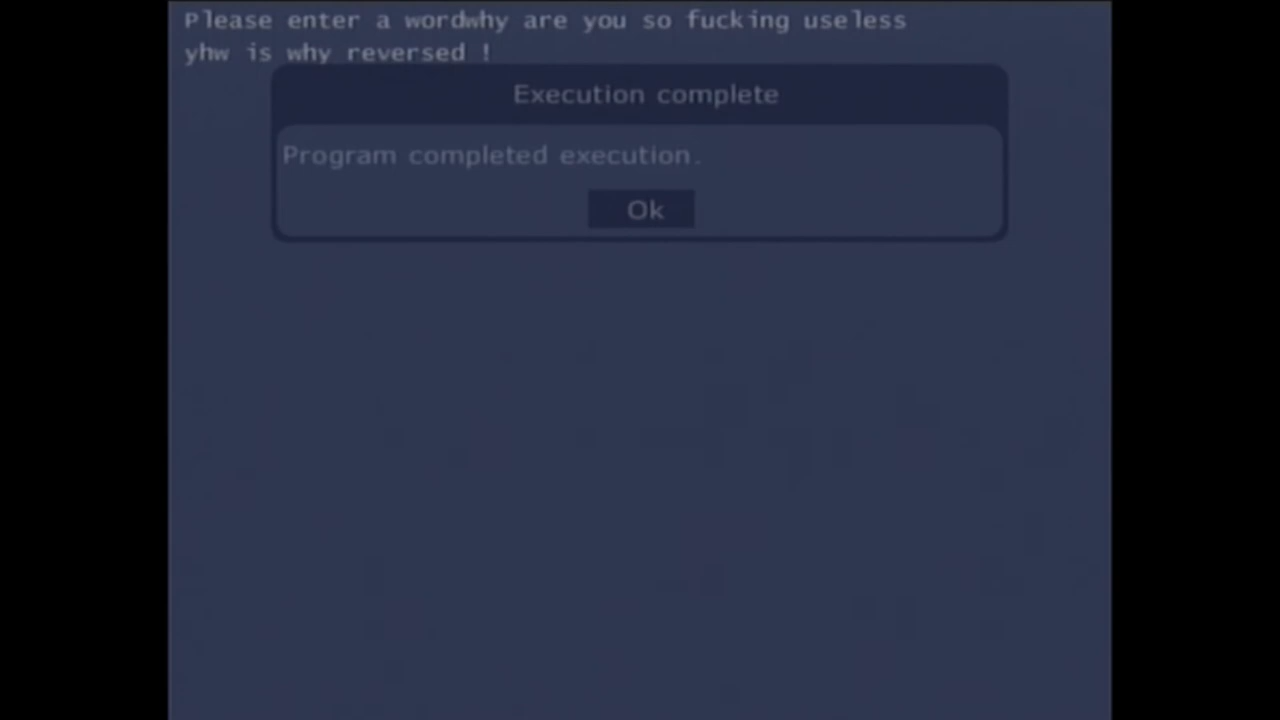 Please enter a wordwhy are you so fucking useless
yhw is why reversed !
Execution complete
Program completed execution.
Ok